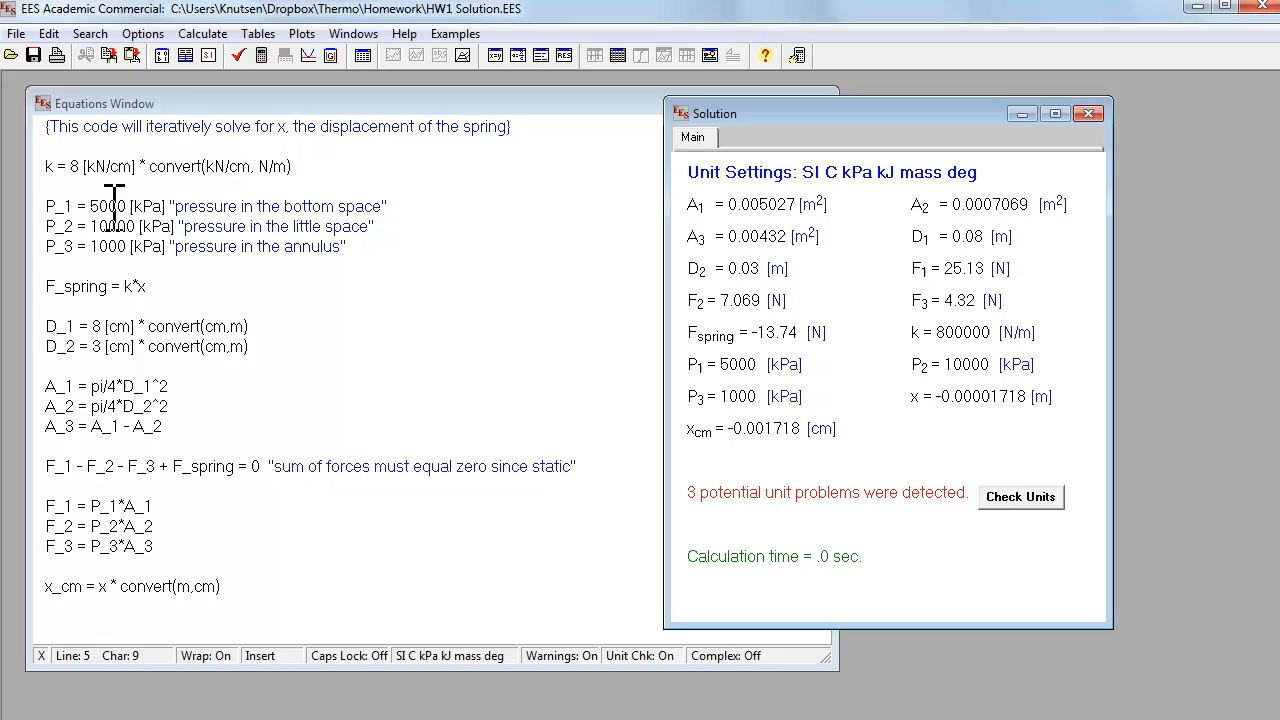 EES Academic Commercial: C:\Users\Knutsen\Dropbox\Thermo\Homework\HW1 Solution.EES
File Edit Search Options Calculate Tables Plots Windows Help Examples
Equations Window
{This code will iteratively solve for x, the displacement of the spring}
k = 8 [kN/cm] * convert(kN/cm, N/m)
P_1 = 5000 [kPa] "pressure in the bottom space"
P_2 = 10000 [kPa] "pressure in the little space"
P_3 = 1000 [kPa] "pressure in the annulus"
F_spring = k*x
D_1 = 8 [cm] * convert(cm,m)
D_2 = 3 [cm] * convert(cm,m)
A_1 = pi/4*D_1^2
A_2 = pi/4*D_2^2
A_3 = A_1 - A_2
F_1 - F_2 - F_3 + F_spring = 0 "sum of forces must equal zero since static"
F_1 = P_1*A_1
F_2 = P_2*A_2
F_3 = P_3*A_3
x_cm = x * convert(m,cm)
X Line: 5 Char: 9 Wrap: On Insert Caps Lock: Off SI C kPa kJ mass deg Warnings: On Unit Chk: On Complex: Off
Solution
Main
Unit Settings: SI C kPa kJ mass deg
A1 = 0.005027 [m2] A2 = 0.0007069 [m2]
A3 = 0.00432 [m2] D1 = 0.08 [m]
D2 = 0.03 [m] F1 = 25.13 [N]
F2 = 7.069 [N] F3 = 4.32 [N]
Fspring = -13.74 [N] k = 800000 [N/m]
P1 = 5000 [kPa] P2 = 10000 [kPa]
P3 = 1000 [kPa] x = -0.00001718 [m]
xcm = -0.001718 [cm]
3 potential unit problems were detected. Check Units
Calculation time = .0 sec.